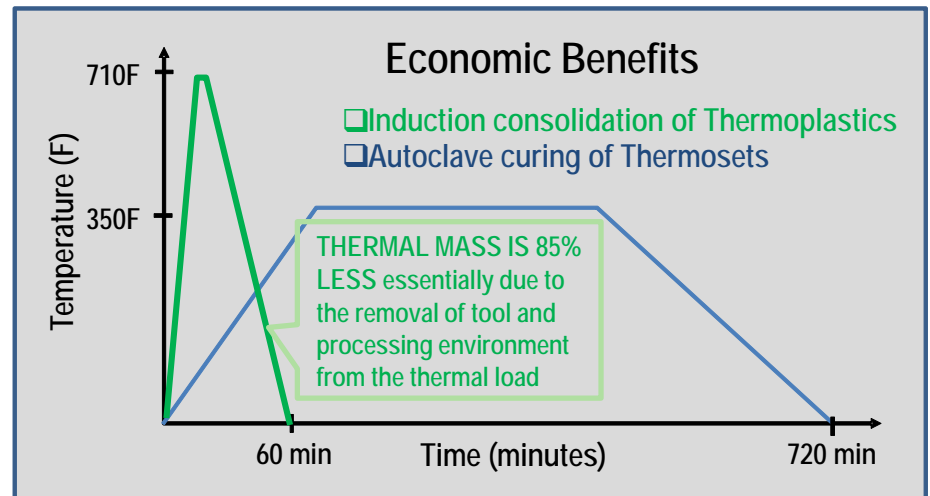 Economic Benefits
710F
❑Induction consolidation of Thermoplastics
❑Autoclave curing of Thermosets
Temperature (F)
350F
THERMAL MASS IS 85%
LESS essentially due to
the removal of tool and
processing environment
from the thermal load
60 min
Time (minutes)
720 min